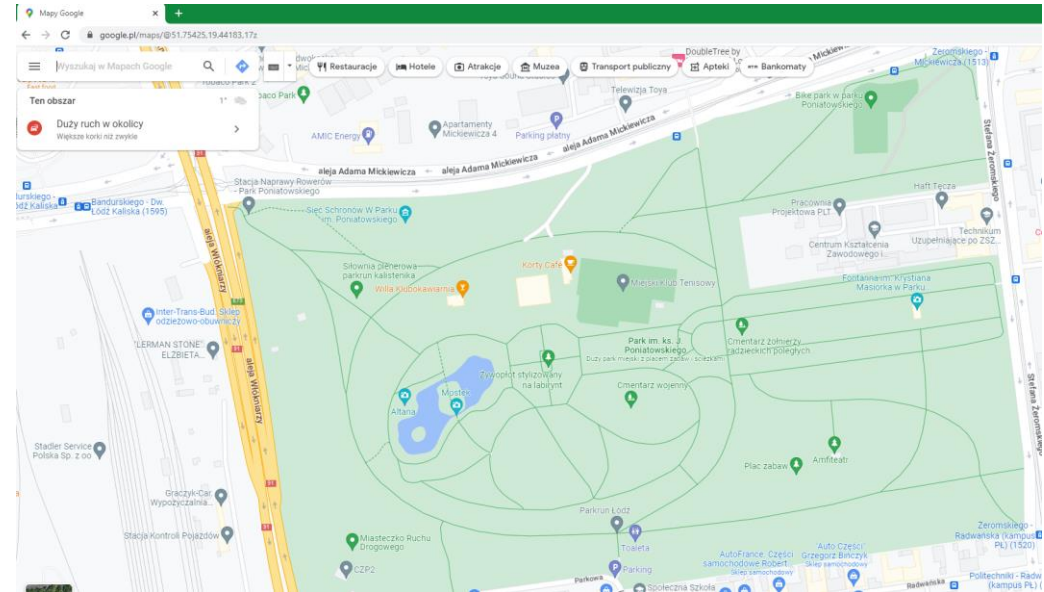 Mapy Google
google.pl/maps/@51.75425,19.44183,17z
Wyszukaj w Mapach Google
Restauracje
Hotele
Atrakcje
Muzea
Transport publiczny
Apteki
Bankomaty
DoubleTree by
Żeromskiego -
Mickiewicza (1513)
Ten obszar
1°
Duży ruch w okolicy
Większe korki niż zwykle
Telewizja Toya
Bike park w parku
Poniatowskiego
AMIC Energy
Apartamenty
Mickiewicza 4
Parking płatny
aleja Adama Mickiewicza
aleja Adama Mickiewicza
aleja Adama Mickiewicza
Stefana Żeromskiego
Stacja Naprawy Rowerów
- Park Poniatowskiego
Bandurskiego - Dw.
Łódź Kaliska (1595)
Sieć Schronów W Parku
im. Poniatowskiego
Haft Tęcza
Pracownia
Projektowa PLT
Technikum
Uzupełniające po ZSZ...
Centrum Kształcenia
Zawodowego i...
aleja Włókniarzy
Siłownia plenerowa
parkrun kalistenika
Korty Café
Willa Klubokawiarnia
Miejski Klub Tenisowy
Fontanna im. Krystiana
Masiorka w Parku...
Inter-Trans-Bud. Sklep
odzieżowo-obuwniczy
"LERMAN STONE"
ELŻBIETA...
91
aleja Włókniarzy
Park im. ks. J.
Poniatowskiego
Duży park miejski z placem zabaw i ścieżkami
Cmentarz żołnierzy
radzieckich poległych
Żywopłot stylizowany
na labirynt
Cmentarz wojenny
Mostek
Altana
Stefana Żeromskiego
Stadler Service
Polska Sp. z oo
Amfiteatr
Plac zabaw
91
Graczyk-Car.
Wypożyczalnia...
Parkrun Łódź
Stacja Kontroli Pojazdów
91
Miasteczko Ruchu
Drogowego
Toaleta
CZP2
Parking
Parkowa
Społeczna Szkoła
AutoFrance. Części
samochodowe Robert...
Sklep samochodowy
"Auto Części"
Grzegorz Bińczyk
Sklep samochodowy
Żeromskiego -
Radwańska (kampus
PŁ) (1520)
Radwańska
Politechniki - Radw
(kampus PŁ)